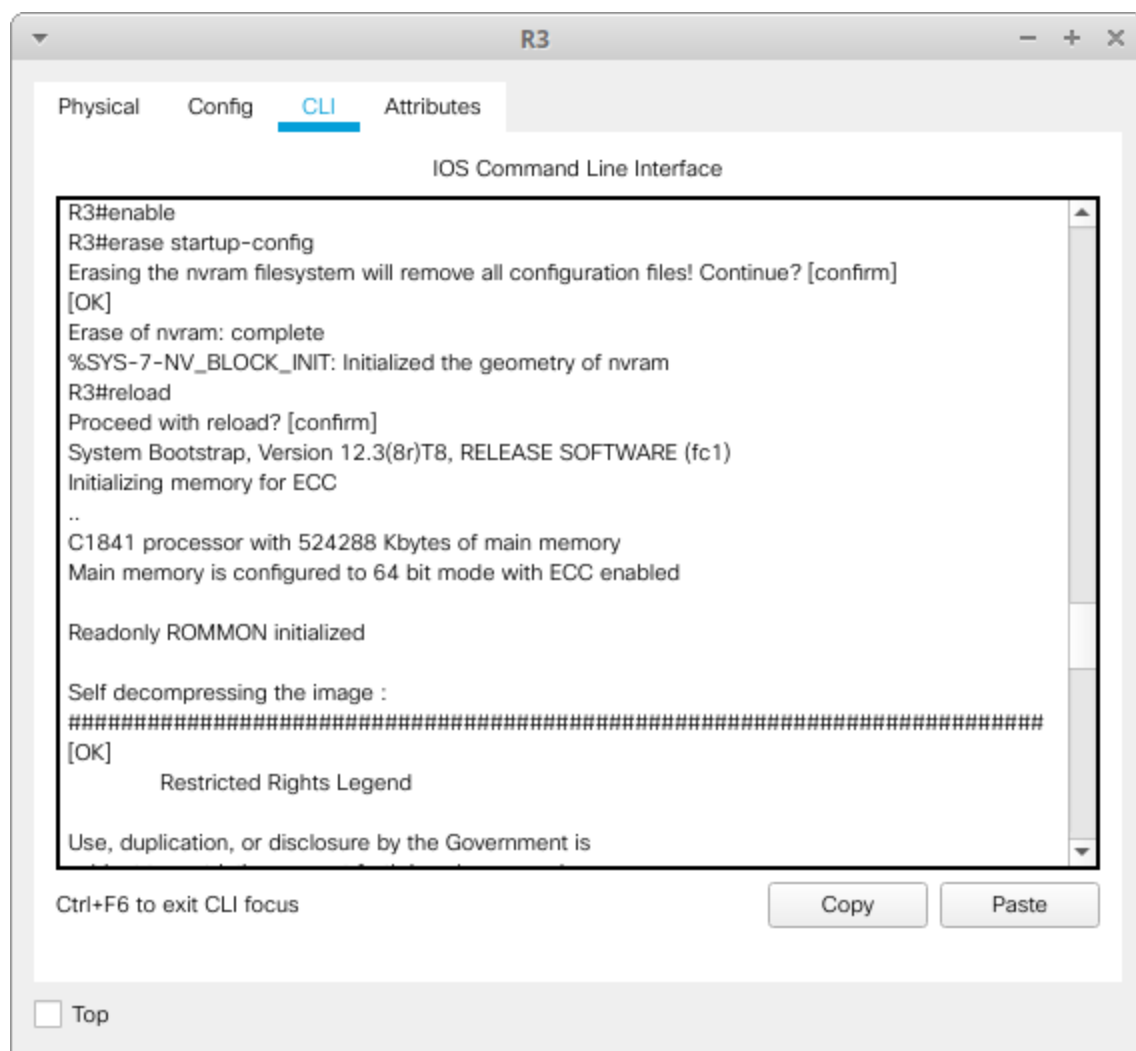 R3
Physical Config CLI Attributes
IOS Command Line Interface
R3#enable
R3#erase startup-config
Erasing the nvram filesystem will remove all configuration files! Continue? [confirm]
[OK]
Erase of nvram: complete
%SYS-7-NV_BLOCK_INIT: Initialized the geometry of nvram
R3#reload
Proceed with reload? [confirm]
System Bootstrap, Version 12.3(8r)T8, RELEASE SOFTWARE (fc1)
Initializing memory for ECC
..
C1841 processor with 524288 Kbytes of main memory
Main memory is configured to 64 bit mode with ECC enabled
Readonly ROMMON initialized
Self decompressing the image :
##########################################################################
[OK]
Restricted Rights Legend
Use, duplication, or disclosure by the Government is
Ctrl+F6 to exit CLI focus
Copy Paste
Top